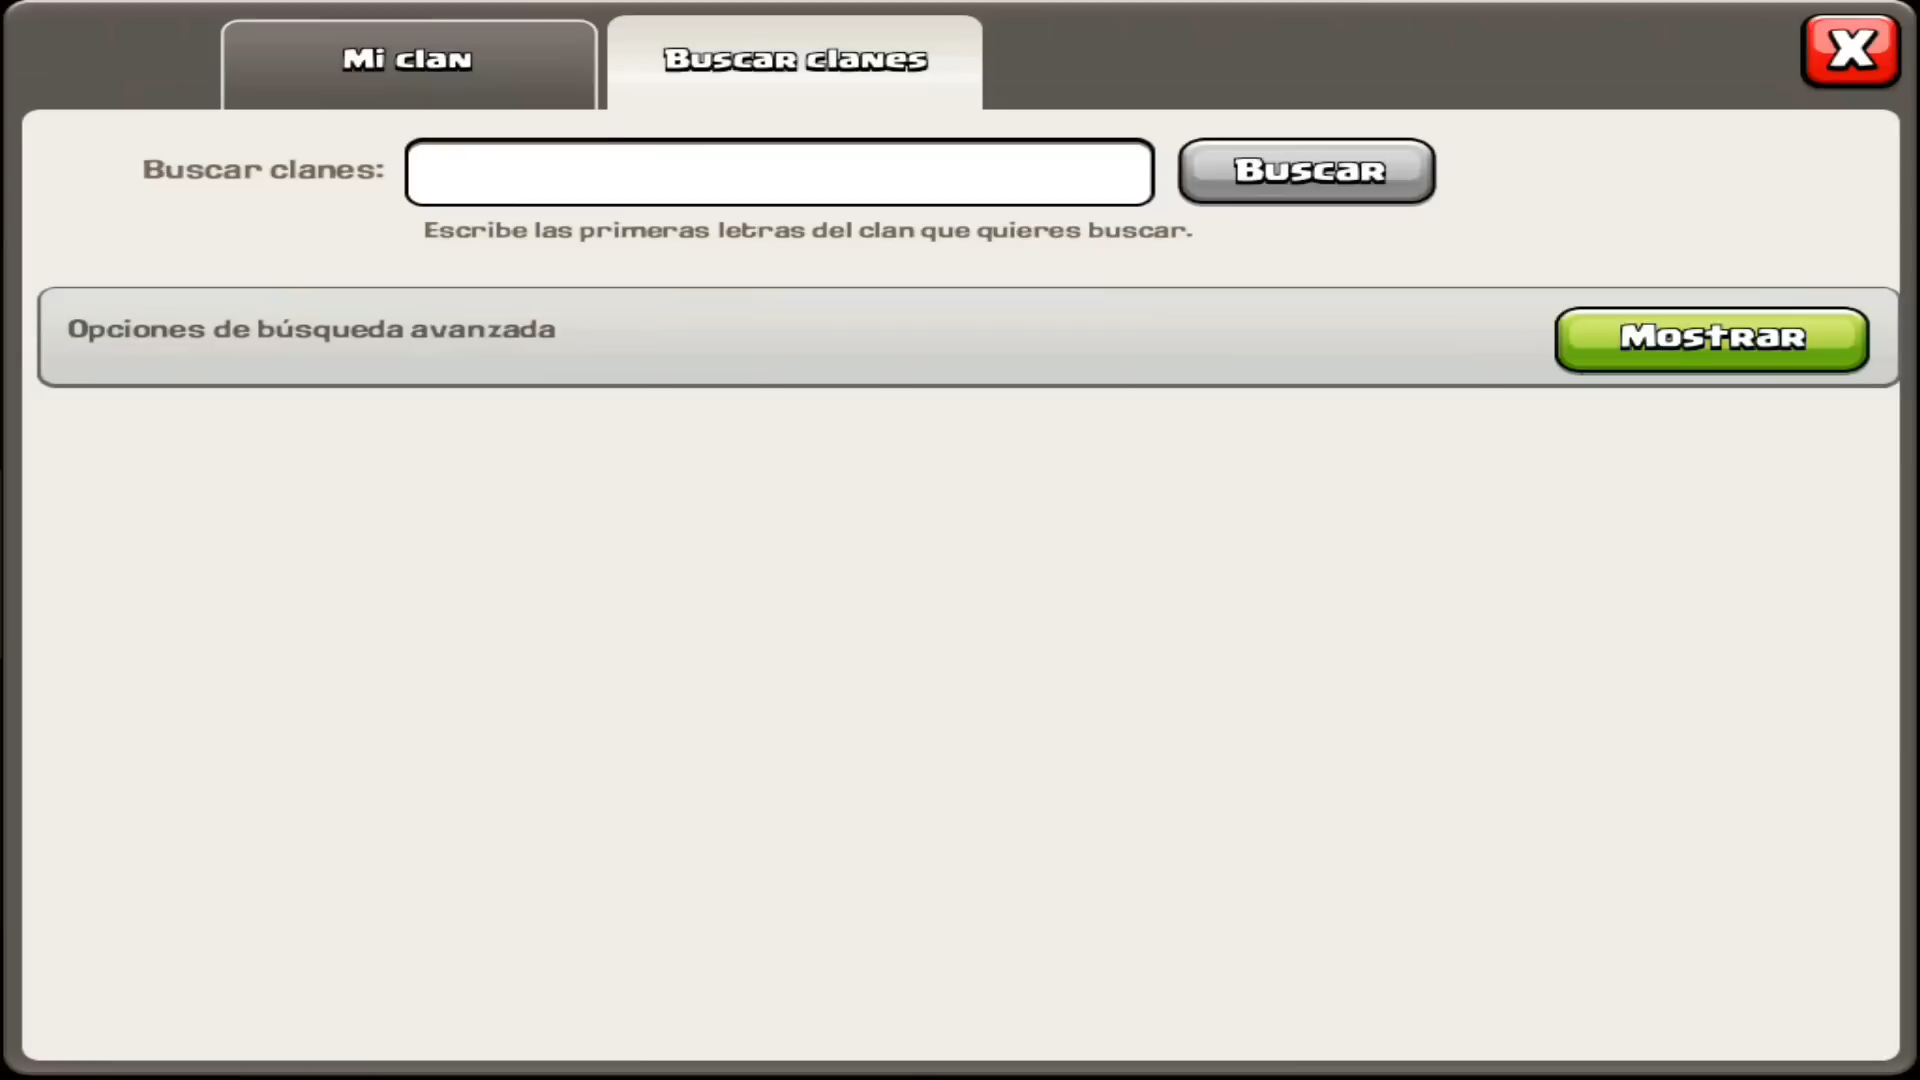 Mi clan
Buscar clanes
X
Buscar clanes:
Buscar
Escribe las primeras letras del clan que quieres buscar.
Opciones de búsqueda avanzada
Mostrar